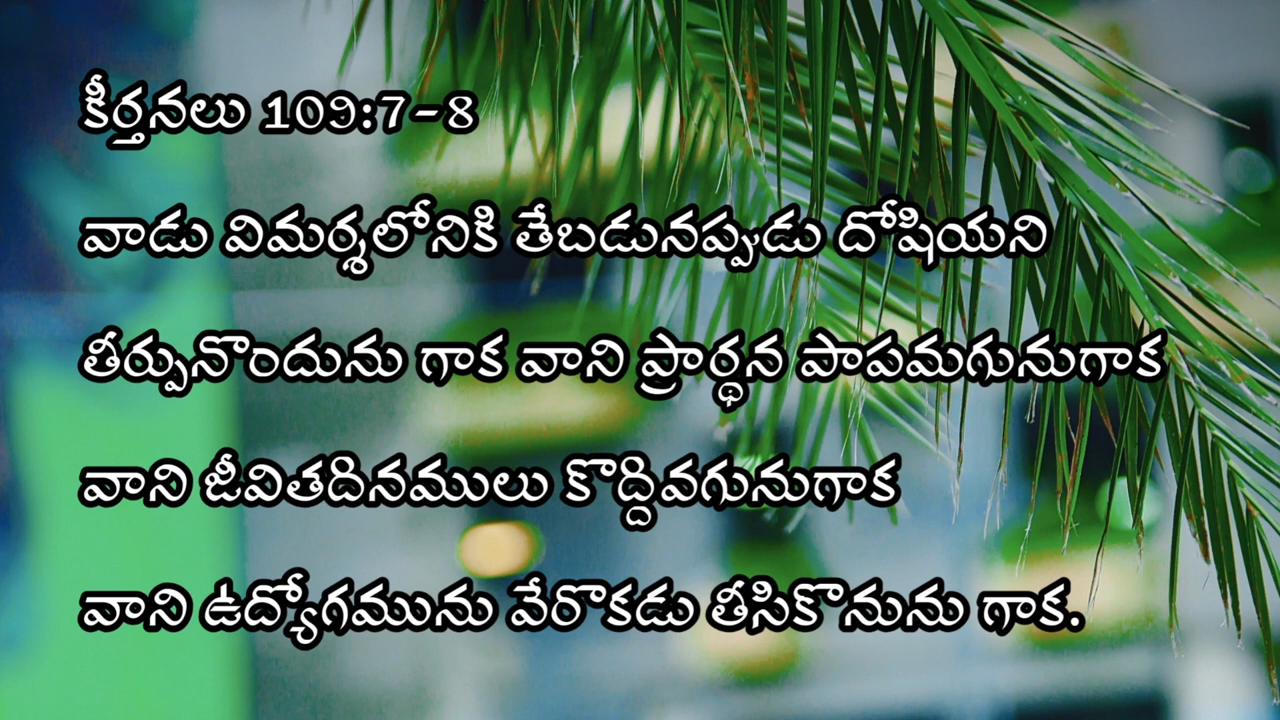 కీర్తనలు 109:7-8
వాడు విమర్శలోనికి తేబడునప్పుడు దోషియని
తీర్పునొందును గాక వాని ప్రార్థన పాపమగునుగాక
వాని జీవితదినములు కొద్దివగునుగాక
వాని ఉద్యోగమును వేరొకడు తీసికొనును గాక.